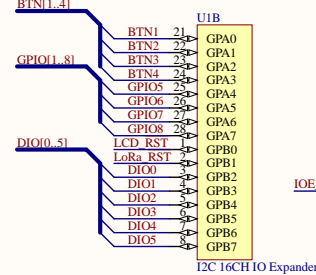 BTN[1..4]
U1B
BTN1 21 GPA0
BTN2 22 GPA1
BTN3 23 GPA2
BTN4 24 GPA3
GPIO[1..8]
GPIO5 25 GPA4
GPIO6 26 GPA5
GPIO7 27 GPA6
GPIO8 28 GPA7
LCD_RST 1 GPB0
LoRa_RST 2 GPB1
DIO[0..5]
DIO0 3 GPB2
DIO1 4 GPB3
DIO2 5 GPB4
DIO3 6 GPB5
DIO4 7 GPB6
DIO5 8 GPB7
IOE
I2C 16CH IO Expander